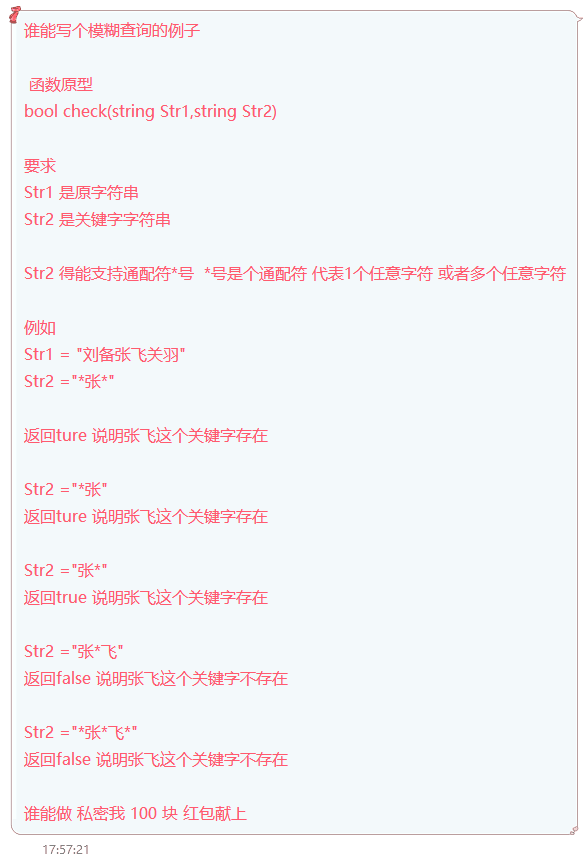 谁能写个模糊查询的例子
函数原型
bool check(string Str1,string Str2)
要求
Str1 是原字符串
Str2 是关键字字符串
Str2 得能支持通配符*号  *号是个通配符 代表1个任意字符 或者多个任意字符
例如
Str1 = "刘备张飞关羽"
Str2 ="*张*"
返回ture 说明张飞这个关键字存在
Str2 ="*张"
返回ture 说明张飞这个关键字存在
Str2 ="张*"
返回true 说明张飞这个关键字存在
Str2 ="张*飞"
返回false 说明张飞这个关键字不存在
Str2 ="*张*飞*"
返回false 说明张飞这个关键字不存在
谁能做 私密我 100 块 红包献上
17:57:21